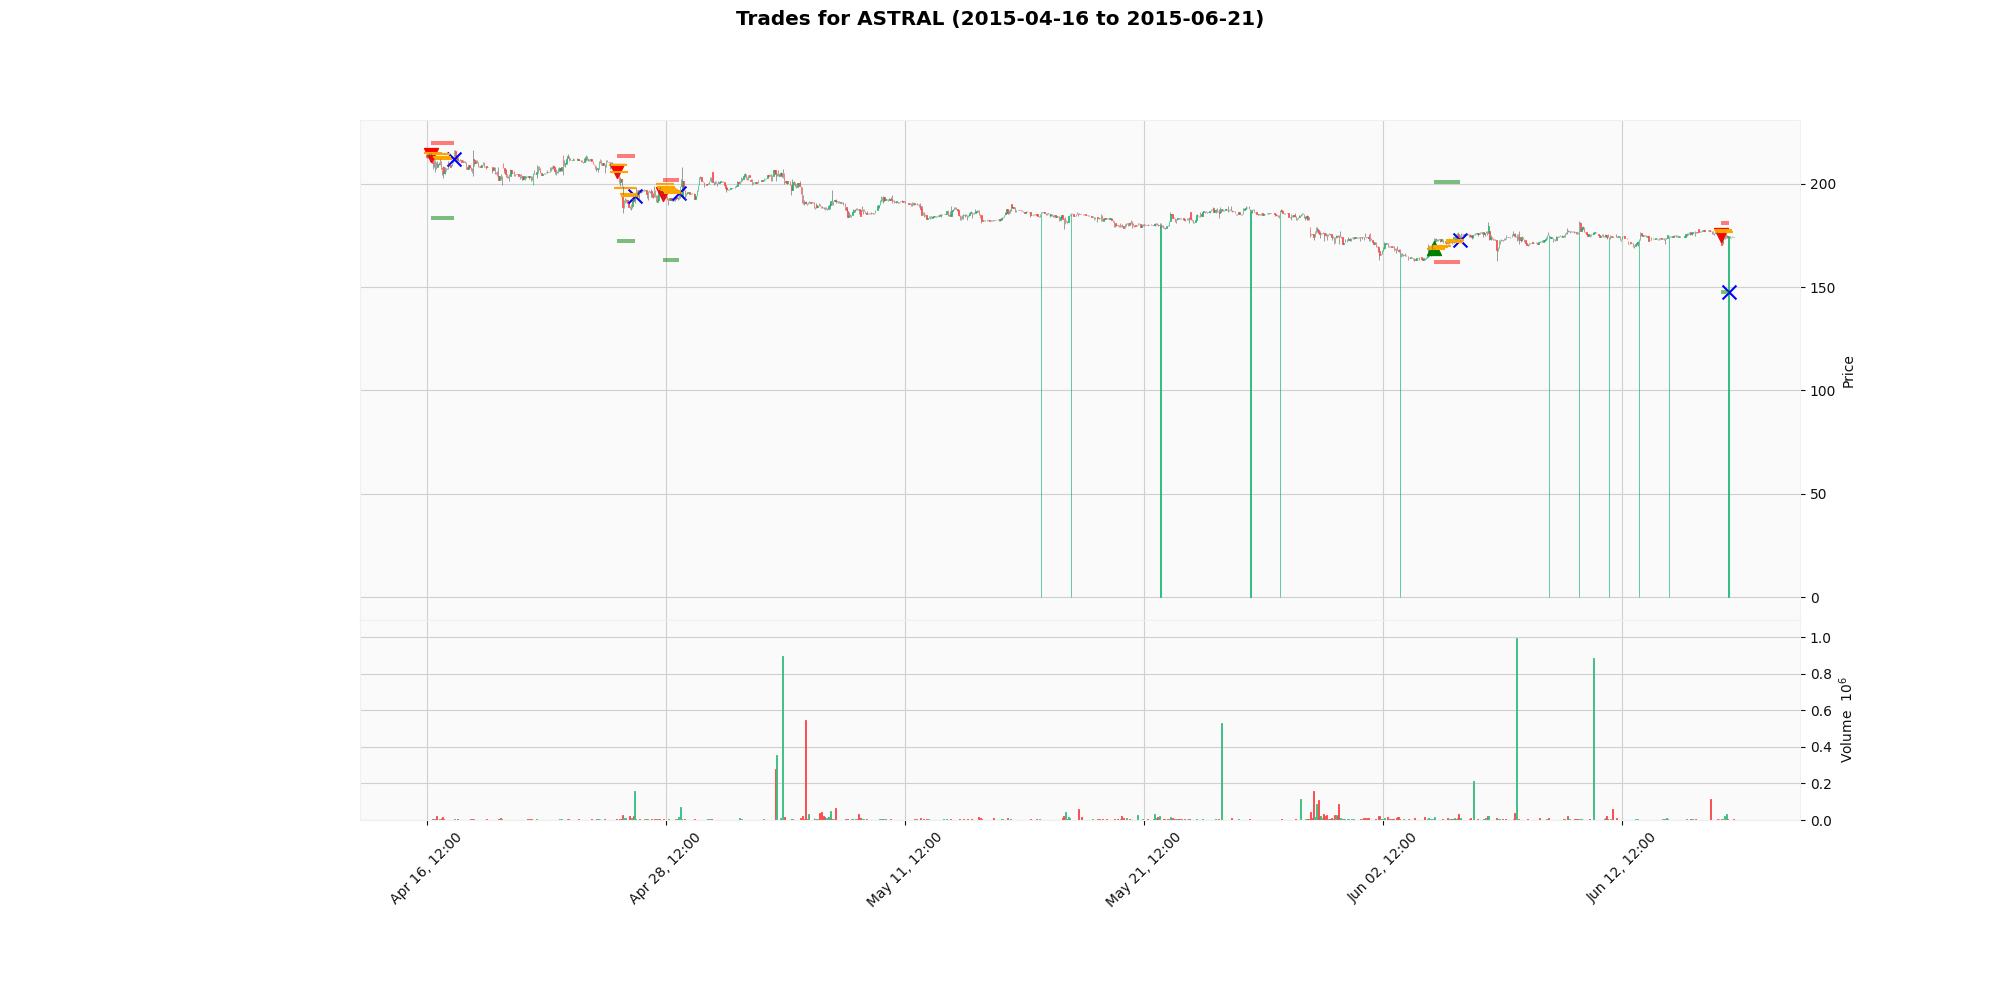 Trades for ASTRAL (2015-04-16 to 2015-06-21)
200
150
100
50
0
Price
1.0
0.8
0.6
0.4
0.2
0.0
Volume 10⁶
Apr 16, 12:00
Apr 28, 12:00
May 11, 12:00
May 21, 12:00
Jun 02, 12:00
Jun 12, 12:00